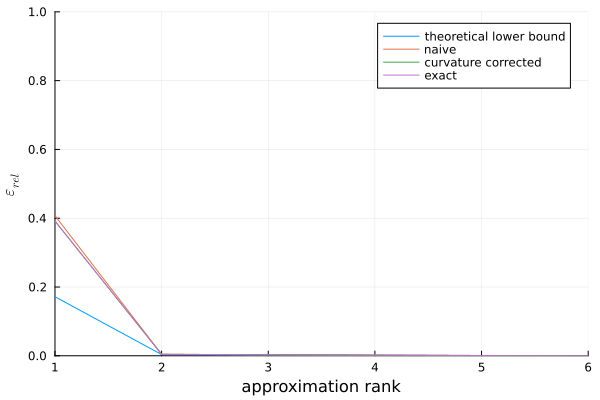 1.0
0.8
0.6
0.4
0.2
0.0
ε_rel
theoretical lower bound
naive
curvature corrected
exact
1 2 3 4 5 6
approximation rank